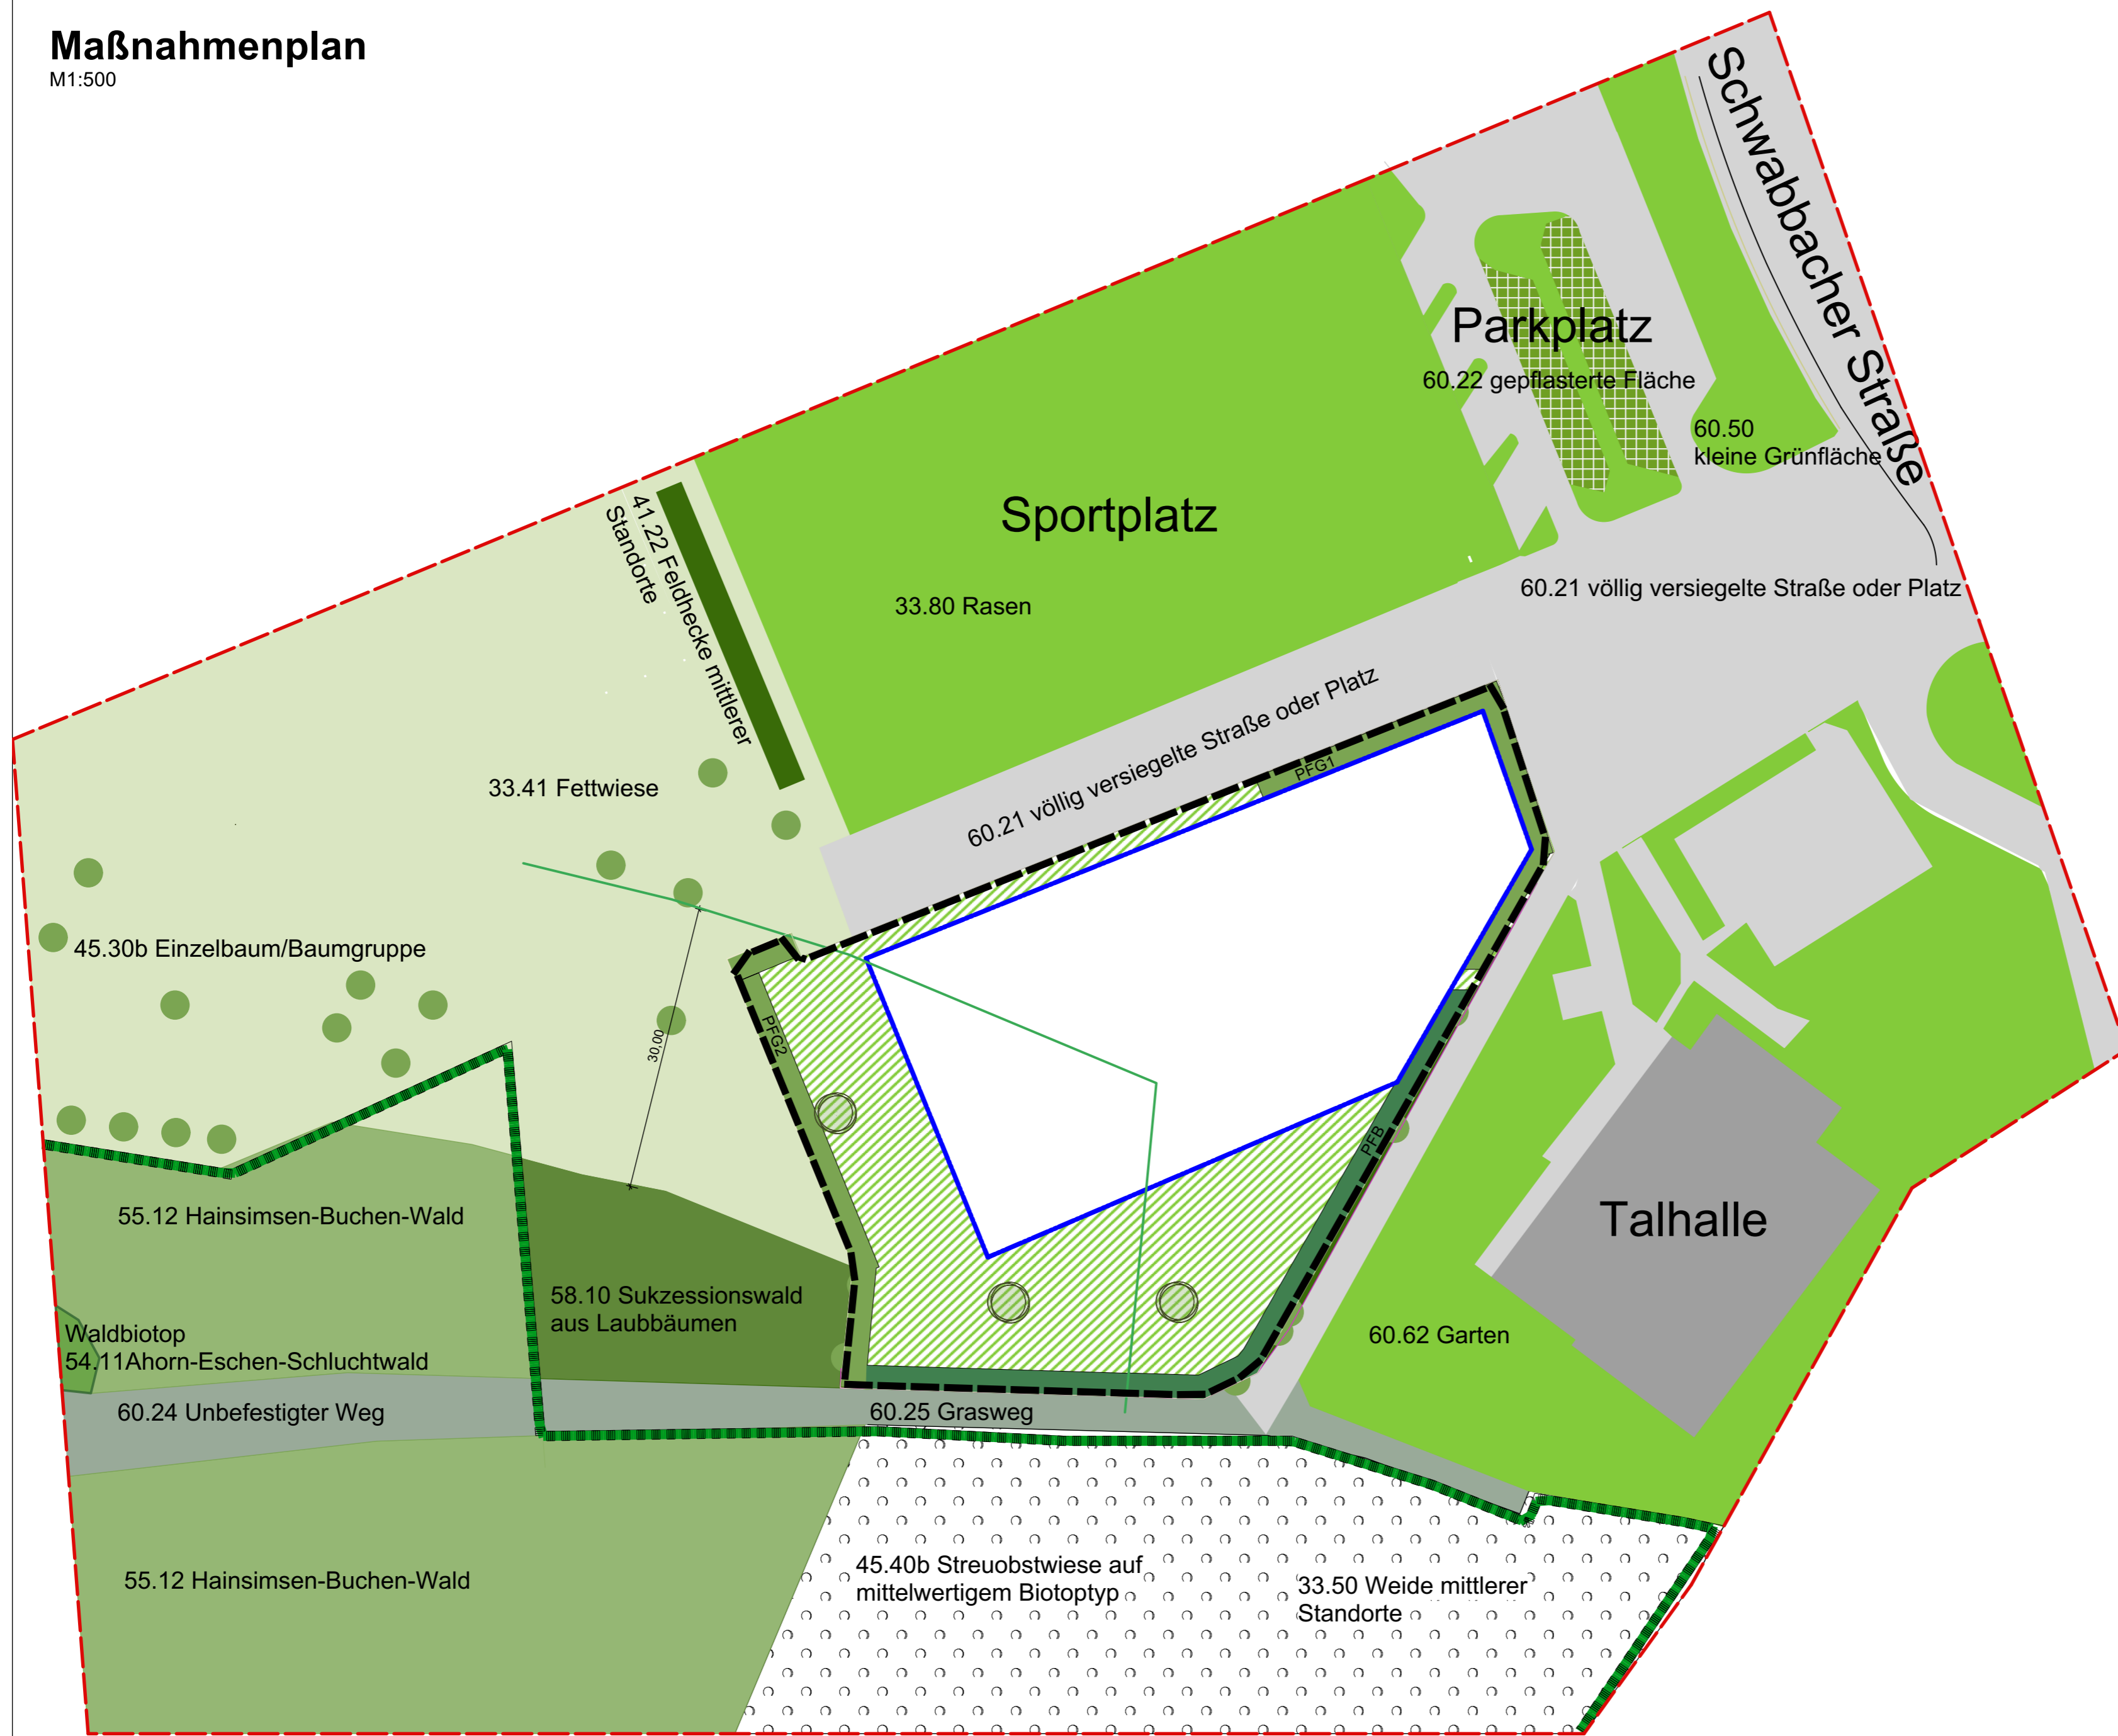 Maßnahmenplan
M1:500
Schwabbacher Straße
Parkplatz
60.22 gepflasterte Fläche
60.50
kleine Grünfläche
41.22 Feldhecke mittlerer
Standorte
Sportplatz
33.80 Rasen
60.21 völlig versiegelte Straße oder Platz
60.21 völlig versiegelte Straße oder Platz
PFG1
33.41 Fettwiese
45.30b Einzelbaum/Baumgruppe
30,00
PFG2
PFB
55.12 Hainsimsen-Buchen-Wald
Talhalle
58.10 Sukzessionswald
aus Laubbäumen
Waldbiotop
54.11Ahorn-Eschen-Schluchtwald
60.62 Garten
60.24 Unbefestigter Weg
60.25 Grasweg
55.12 Hainsimsen-Buchen-Wald
45.40b Streuobstwiese auf
mittelwertigem Biotoptyp
33.50 Weide mittlerer
Standorte